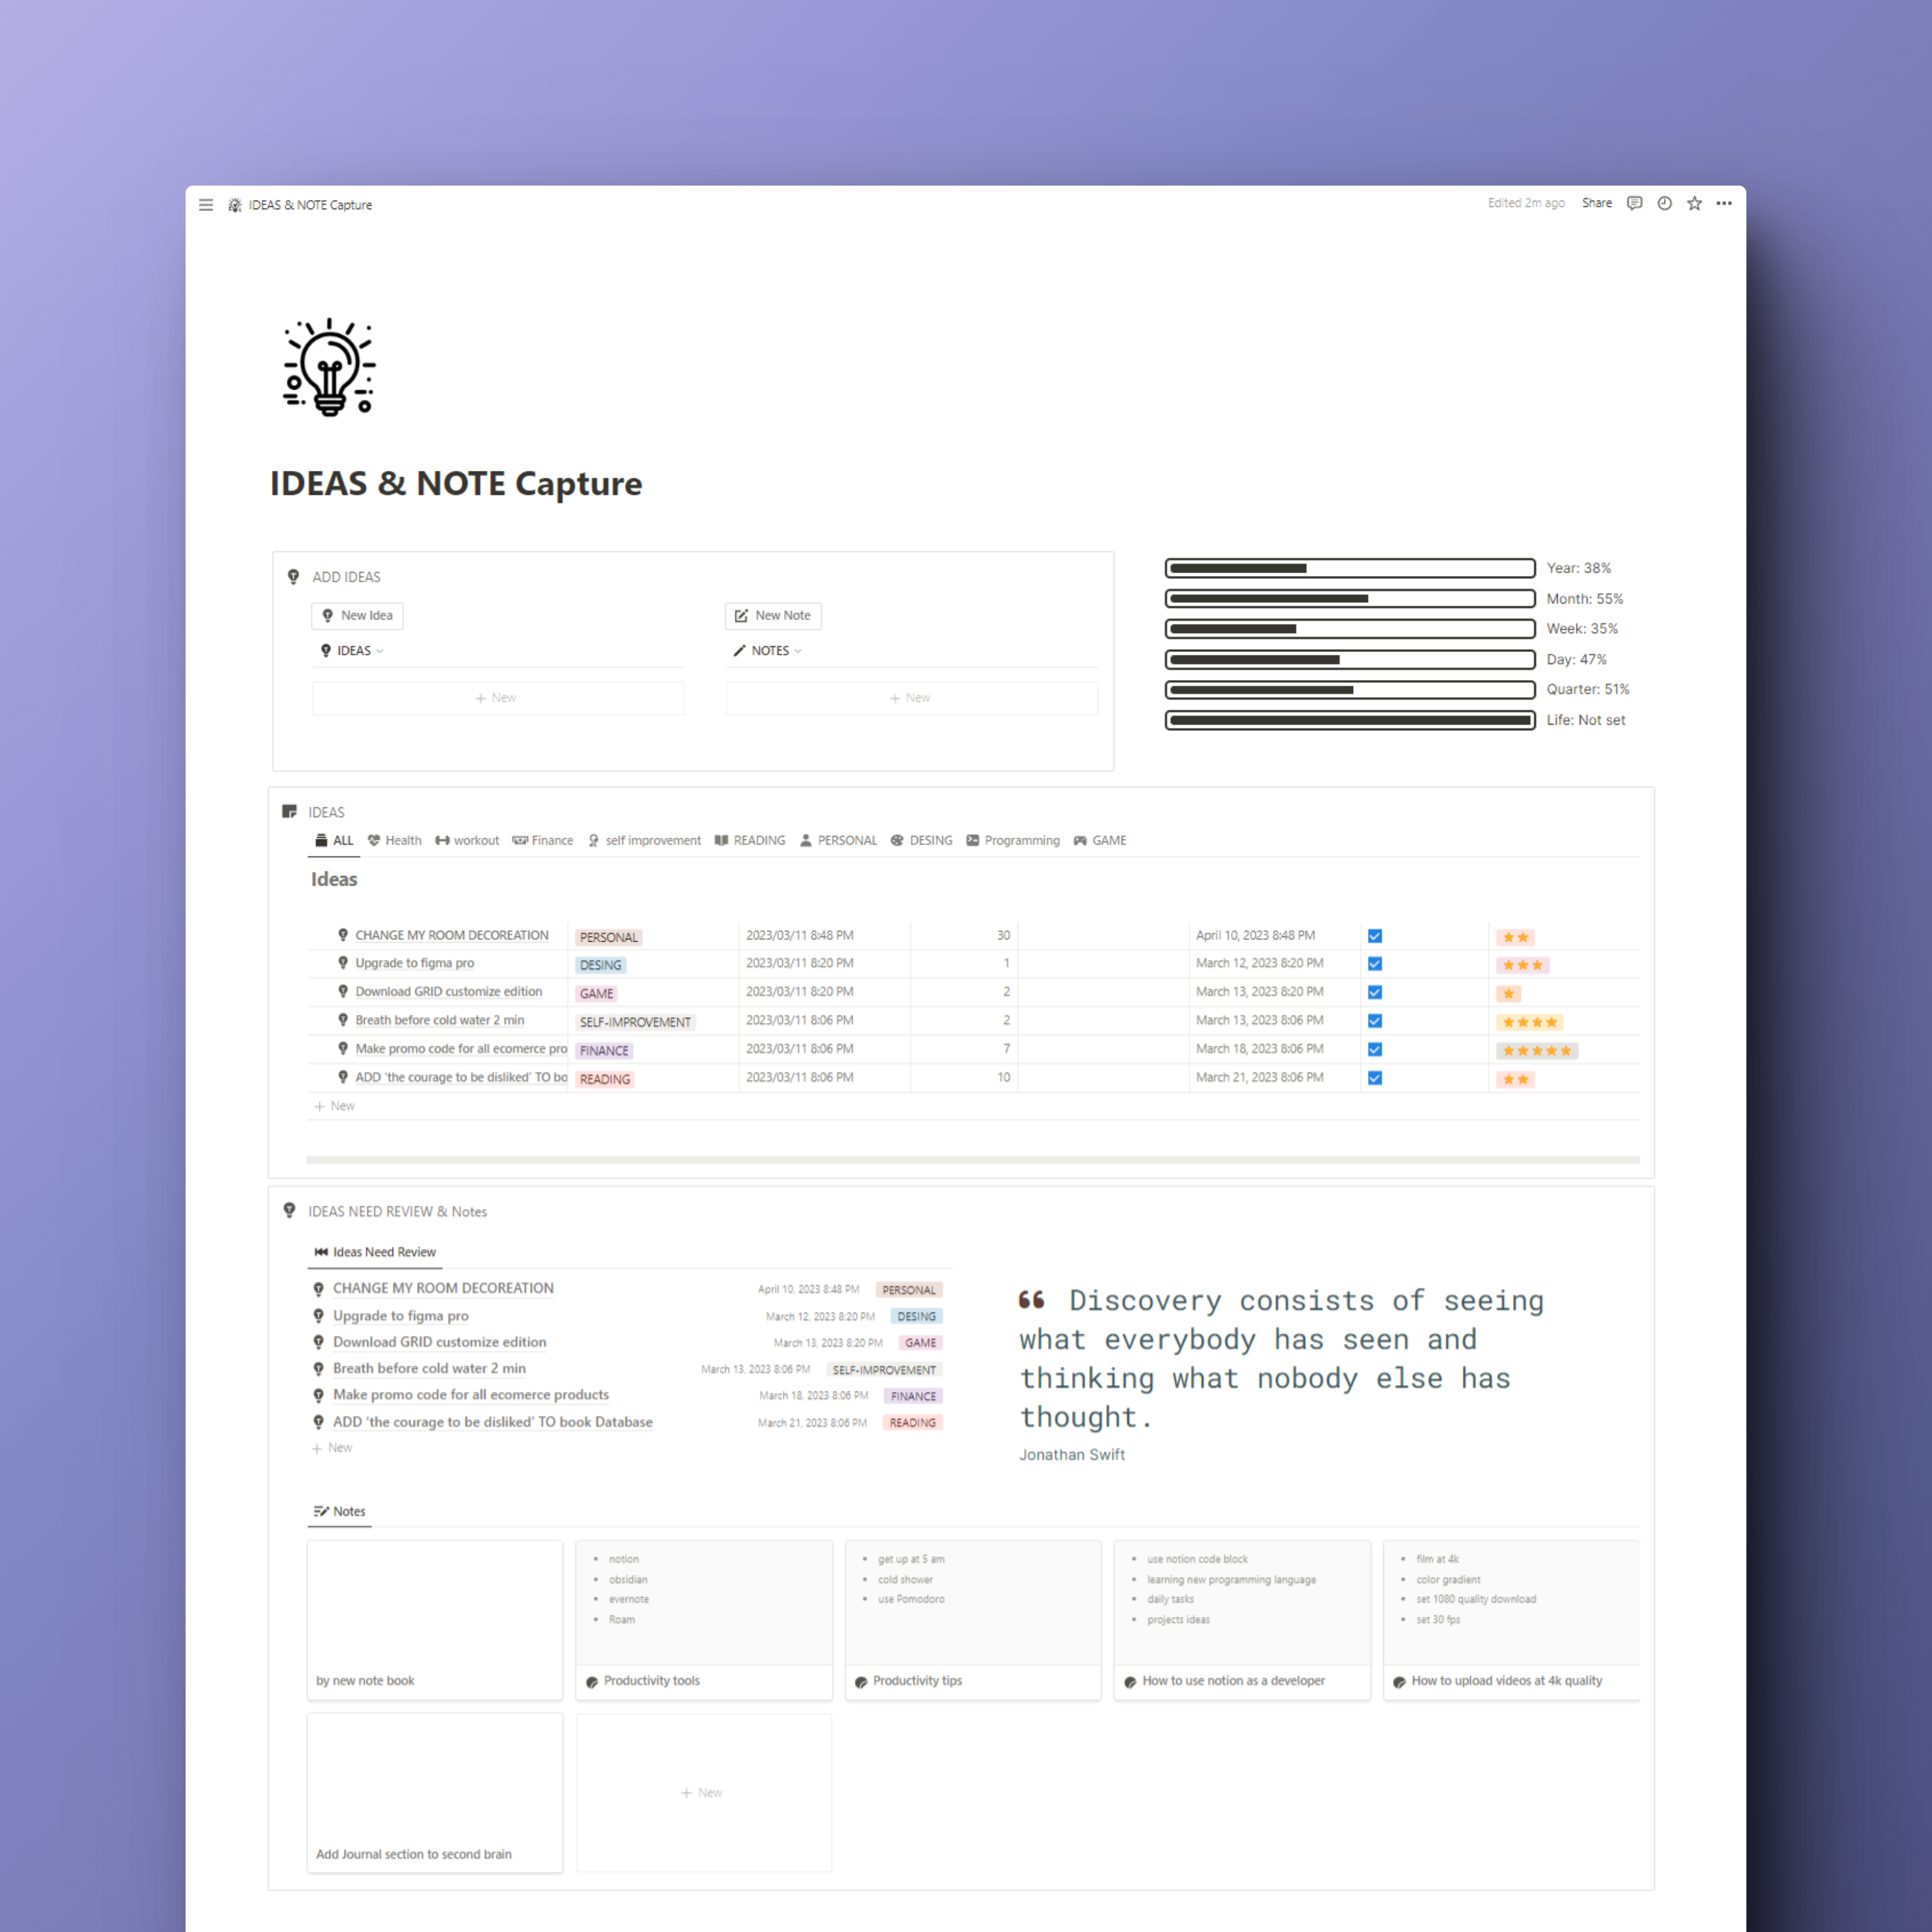 IDEAS & NOTE Capture
Edited 2m ago Share
IDEAS & NOTE Capture
ADD IDEAS
New Idea
IDEAS
+ New
New Note
NOTES
+ New
Year: 38%
Month: 55%
Week: 35%
Day: 47%
Quarter: 51%
Life: Not set
IDEAS
ALL Health workout Finance self improvement READING PERSONAL DESING Programming GAME
Ideas
CHANGE MY ROOM DECOREATION PERSONAL 2023/03/11 8:48 PM 30 April 10, 2023 8:48 PM
Upgrade to figma pro DESING 2023/03/11 8:20 PM 1 March 12, 2023 8:20 PM
Download GRID customize edition GAME 2023/03/11 8:20 PM 2 March 13, 2023 8:20 PM
Breath before cold water 2 min SELF-IMPROVEMENT 2023/03/11 8:06 PM 2 March 13, 2023 8:06 PM
Make promo code for all ecomerce pro FINANCE 2023/03/11 8:06 PM 7 March 18, 2023 8:06 PM
ADD 'the courage to be disliked' TO bo READING 2023/03/11 8:06 PM 10 March 21, 2023 8:06 PM
+ New
IDEAS NEED REVIEW & Notes
Ideas Need Review
CHANGE MY ROOM DECOREATION April 10, 2023 8:48 PM PERSONAL
Upgrade to figma pro March 12, 2023 8:20 PM DESING
Download GRID customize edition March 13, 2023 8:20 PM GAME
Breath before cold water 2 min March 13, 2023 8:06 PM SELF-IMPROVEMENT
Make promo code for all ecomerce products March 18, 2023 8:06 PM FINANCE
ADD 'the courage to be disliked' TO book Database March 21, 2023 8:06 PM READING
+ New
❝ Discovery consists of seeing
what everybody has seen and
thinking what nobody else has
thought.
Jonathan Swift
Notes
by new note book
• notion
• obsidian
• evernote
• Roam
Productivity tools
• get up at 5 am
• cold shower
• use Pomodoro
Productivity tips
• use notion code block
• learning new programming language
• daily tasks
• projects ideas
How to use notion as a developer
• film at 4k
• color gradient
• set 1080 quality download
• set 30 fps
How to upload videos at 4k quality
Add Journal section to second brain
+ New